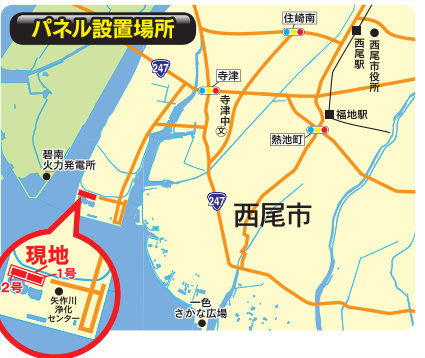 パネル設置場所
住崎南
西尾駅
西尾市役所
247
寺津
寺津中
文
福地駅
熱池町
碧南
火力発電所
247
西尾市
現地
1号
2号
矢作川
浄化
センター
一色
さかな広場